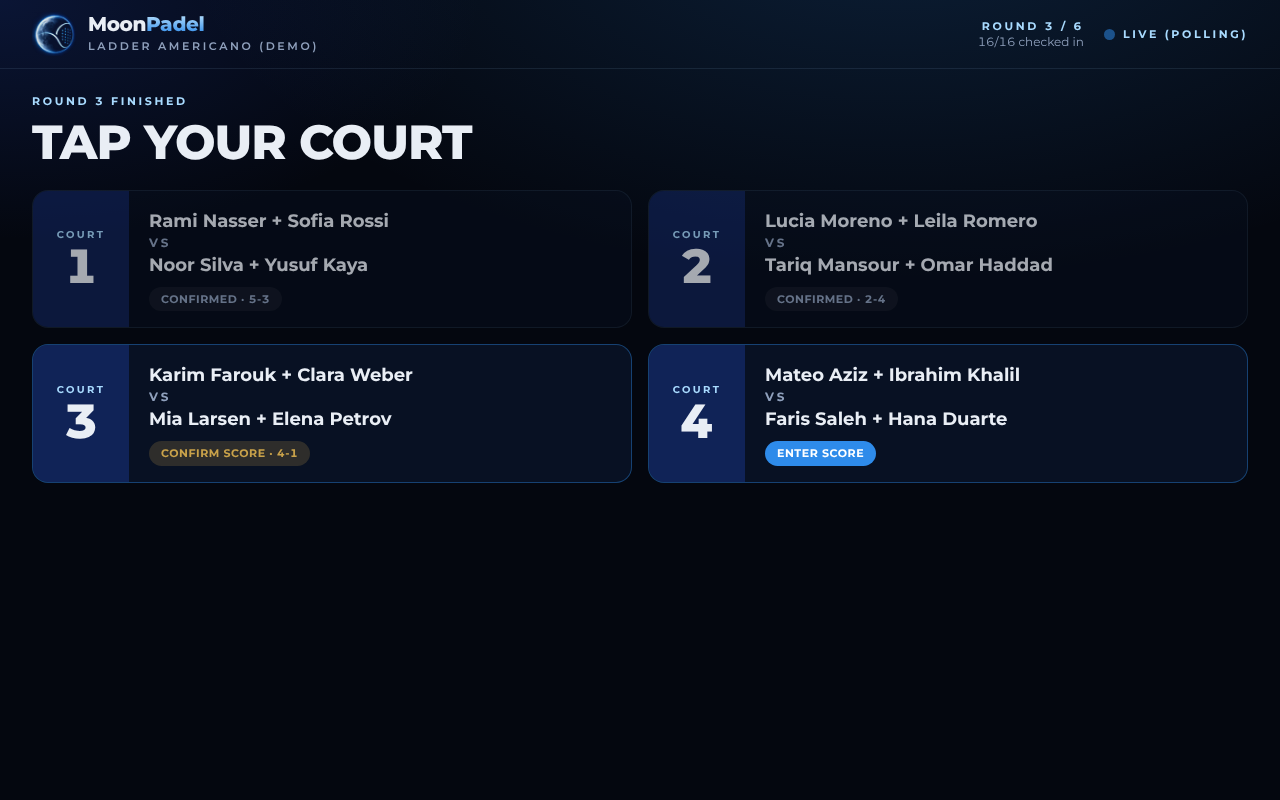 MoonPadel
LADDER AMERICANO (DEMO)
ROUND 3 / 6
16/16 checked in
LIVE (POLLING)
ROUND 3 FINISHED
TAP YOUR COURT
COURT
1
Rami Nasser + Sofia Rossi
VS
Noor Silva + Yusuf Kaya
CONFIRMED · 5-3
COURT
2
Lucia Moreno + Leila Romero
VS
Tariq Mansour + Omar Haddad
CONFIRMED · 2-4
COURT
3
Karim Farouk + Clara Weber
VS
Mia Larsen + Elena Petrov
CONFIRM SCORE · 4-1
COURT
4
Mateo Aziz + Ibrahim Khalil
VS
Faris Saleh + Hana Duarte
ENTER SCORE